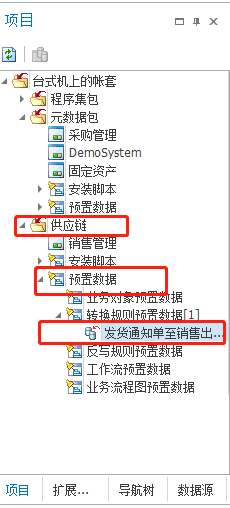 项目
台式机上的帐套
程序集包
元数据包
采购管理
DemoSystem
固定资产
安装脚本
预置数据
供应链
销售管理
安装脚本
预置数据
业务对象预置数据
转换规则预置数据[1]
发货通知单至销售出...
反写规则预置数据
工作流预置数据
业务流程图预置数据
项目 扩展... 导航树 数据源